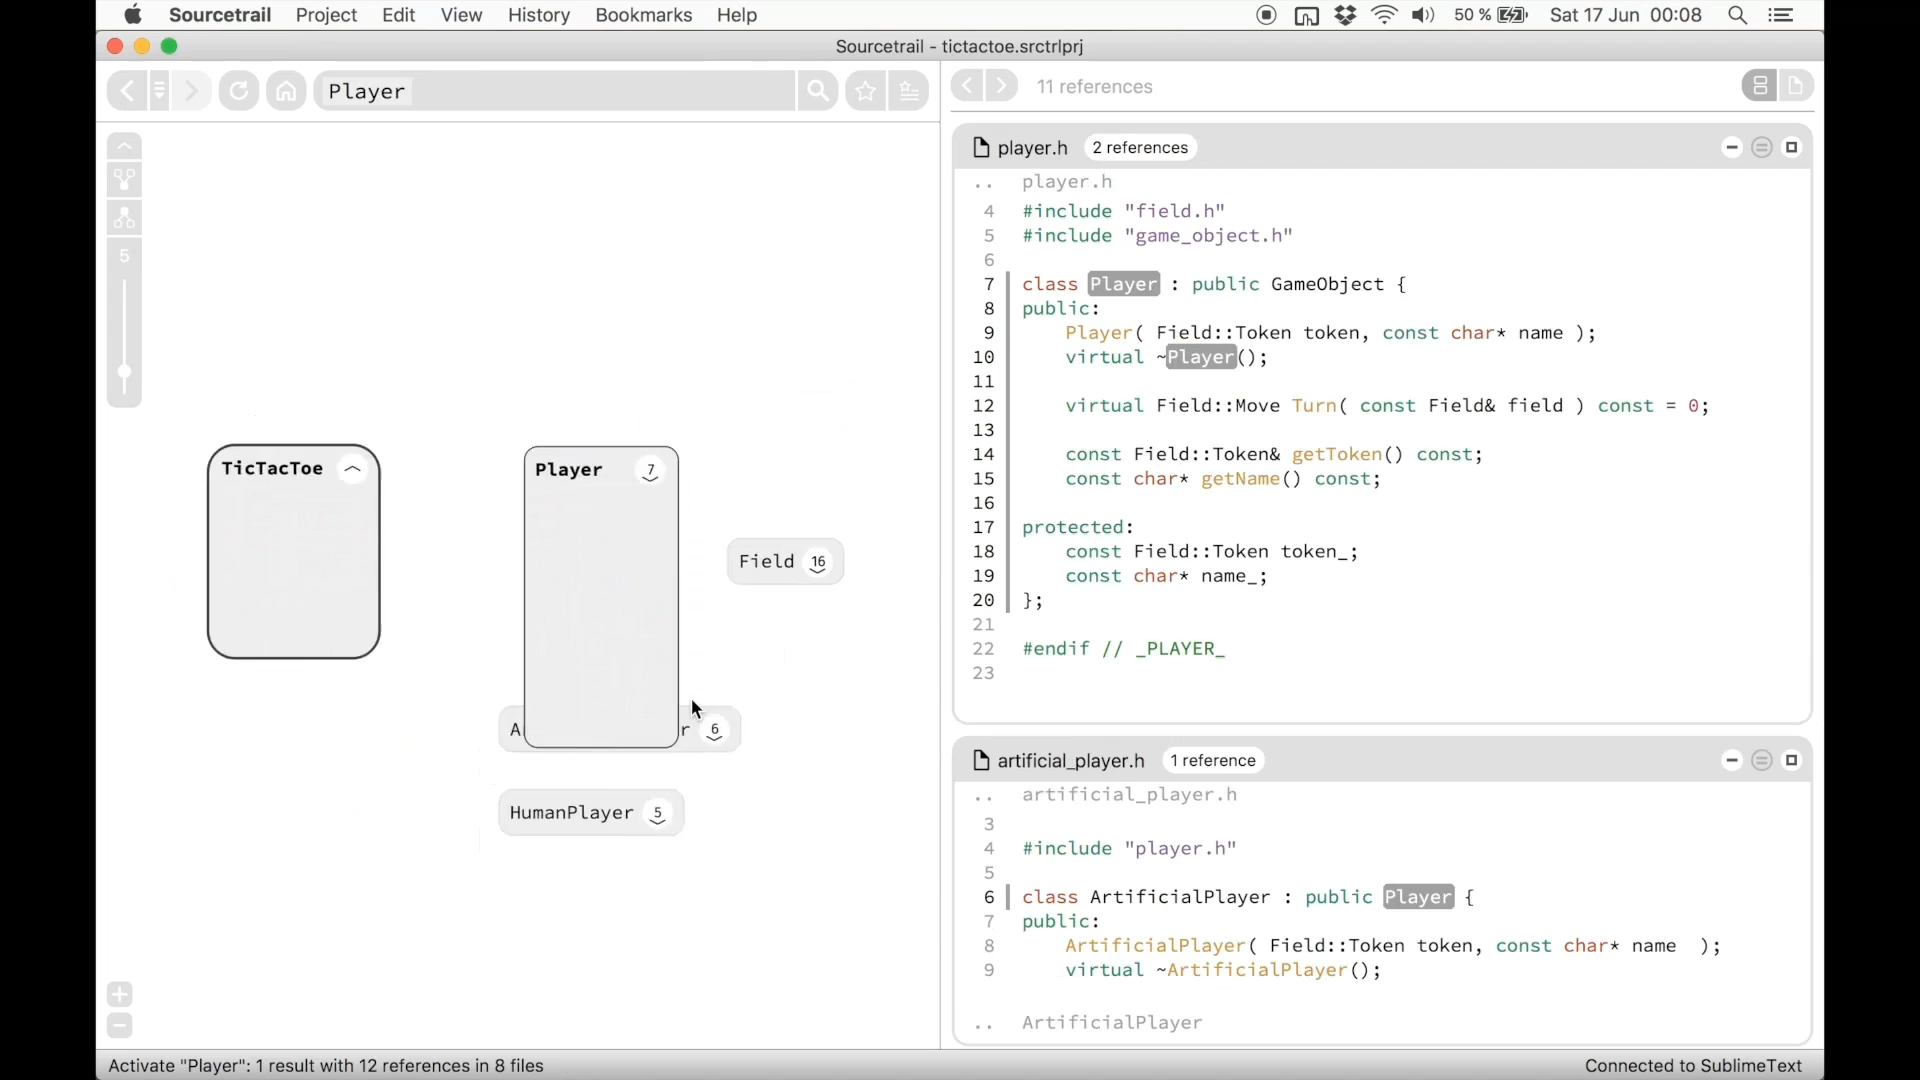 Sourcetrail Project Edit View History Bookmarks Help 50 % Sat 17 Jun 00:08
Sourcetrail - tictactoe.srctrlprj
Player
5
TicTacToe
Player 7
Field 16
A r 6
HumanPlayer 5
11 references
player.h 2 references
.. player.h
4 #include "field.h"
5 #include "game_object.h"
6
7 class Player : public GameObject {
8 public:
9 Player( Field::Token token, const char* name );
10 virtual ~Player();
11
12 virtual Field::Move Turn( const Field& field ) const = 0;
13
14 const Field::Token& getToken() const;
15 const char* getName() const;
16
17 protected:
18 const Field::Token token_;
19 const char* name_;
20 };
21
22 #endif // _PLAYER_
23
artificial_player.h 1 reference
.. artificial_player.h
3
4 #include "player.h"
5
6 class ArtificialPlayer : public Player {
7 public:
8 ArtificialPlayer( Field::Token token, const char* name );
9 virtual ~ArtificialPlayer();
.. ArtificialPlayer
Activate "Player": 1 result with 12 references in 8 files
Connected to SublimeText